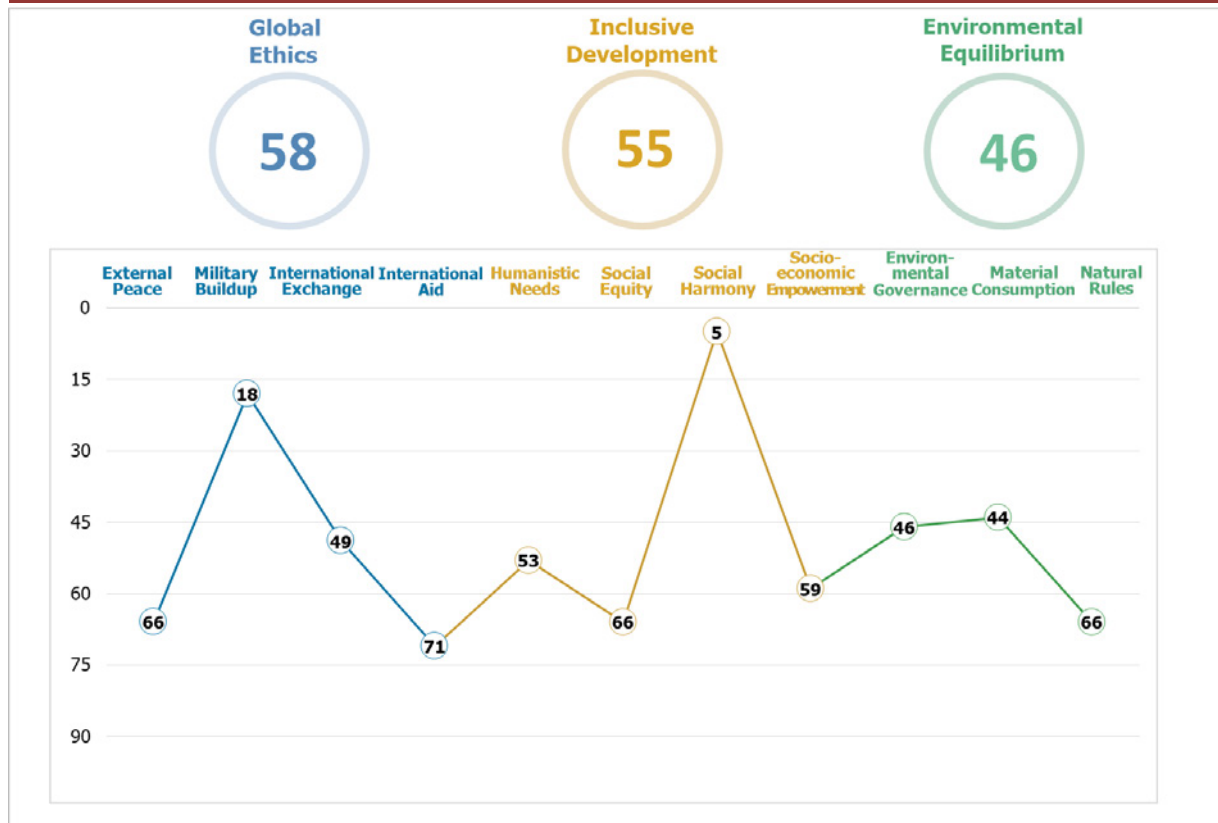 Global
Ethics
58
Inclusive
Development
55
Environmental
Equilibrium
46
External
Peace
Military
Buildup
International
Exchange
International
Aid
Humanistic
Needs
Social
Equity
Social
Harmony
Socio-
economic
Empowerment
Environ-
mental
Governance
Material
Consumption
Natural
Rules
0
15
30
45
60
75
90
66
18
49
71
53
66
5
59
46
44
66